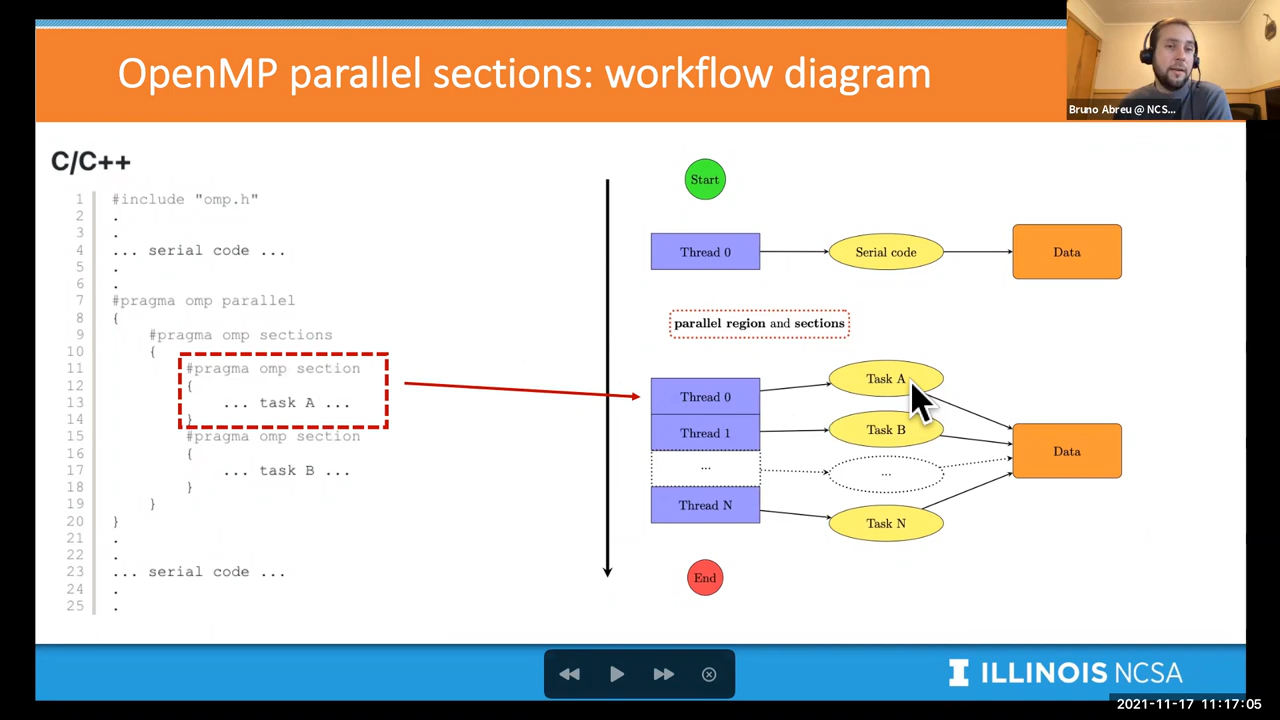 OpenMP parallel sections: workflow diagram
Bruno Abreu @ NCS...
C/C++
1 #include "omp.h"
2 .
3 .
4 ... serial code ...
5 .
6 .
7 #pragma omp parallel
8 {
9 #pragma omp sections
10 {
11 #pragma omp section
12 {
13 ... task A ...
14 }
15 #pragma omp section
16 {
17 ... task B ...
18 }
19 }
20 }
21 .
22 .
23 ... serial code ...
24 .
25 .
Start
Thread 0
Serial code
Data
parallel region and sections
Thread 0
Task A
Thread 1
Task B
Data
...
...
Thread N
Task N
End
I ILLINOIS NCSA
2021-11-17 11:17:05